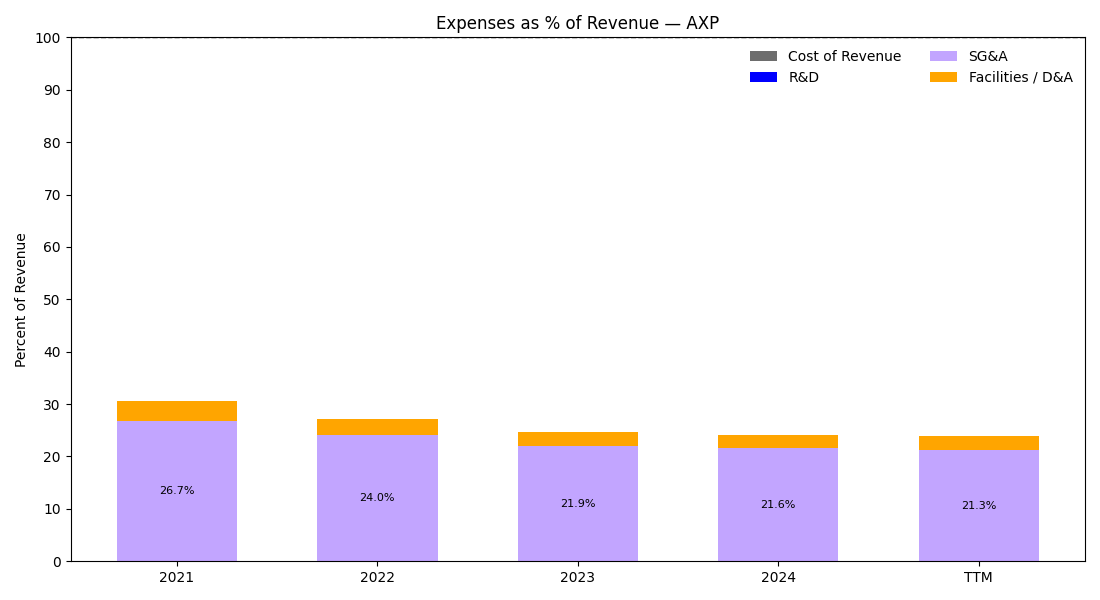 Expenses as % of Revenue — AXP
Percent of Revenue
100
90
80
70
60
50
40
30
20
10
0
Cost of Revenue
R&D
SG&A
Facilities / D&A
26.7%
24.0%
21.9%
21.6%
21.3%
2021
2022
2023
2024
TTM